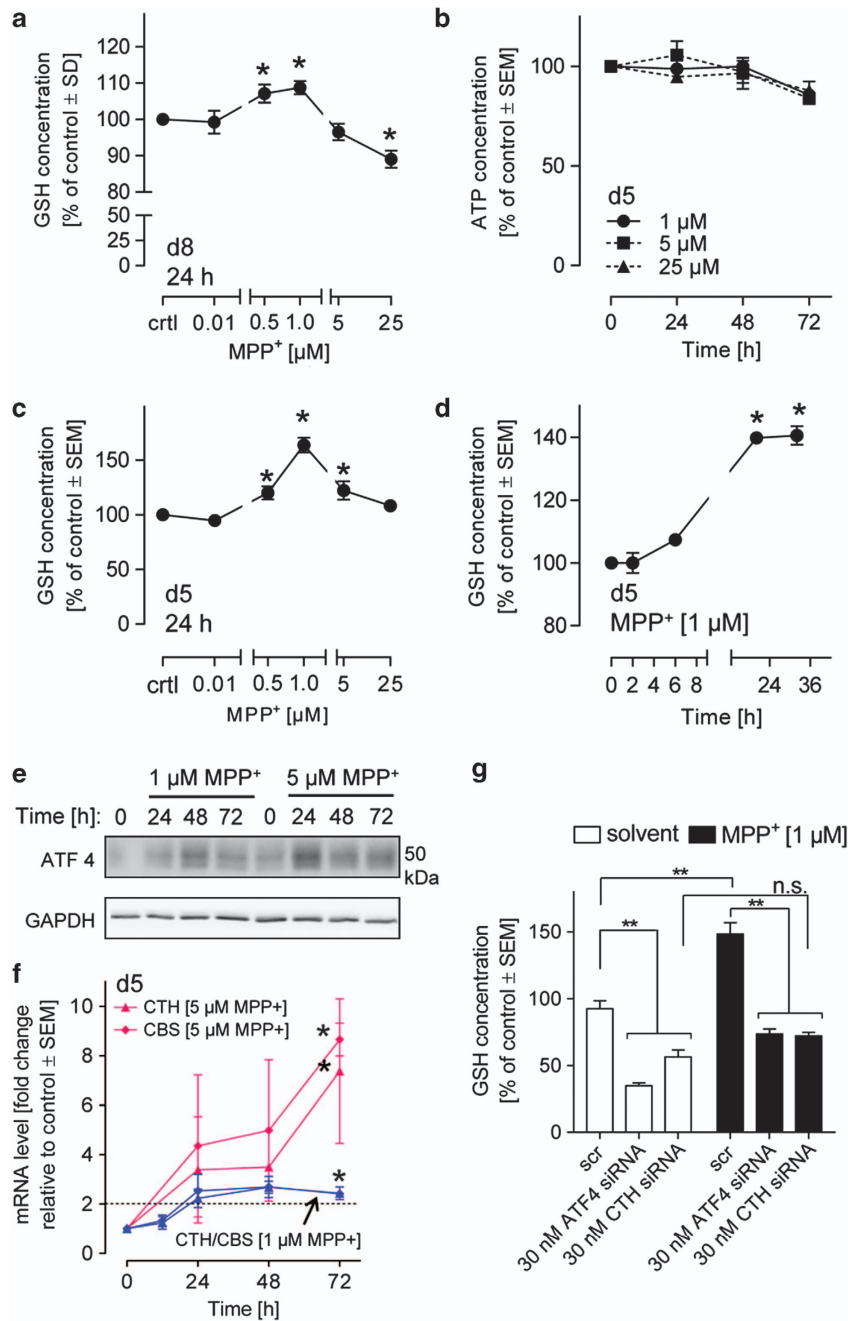 a
GSH concentration
[% of control ± SD]
120
110
100
90
80
50
25
0
d8
24 h
crtl 0.01 0.5 1.0 5 25
MPP+ [µM]
b
ATP concentration
[% of control ± SEM]
100
50
0
d5
1 µM
5 µM
25 µM
0 24 48 72
Time [h]
c
GSH concentration
[% of control ± SEM]
150
100
50
0
* * *
d5
24 h
crtl 0.01 0.5 1.0 5 25
MPP+ [µM]
d
GSH concentration
[% of control ± SEM]
140
120
100
80
* *
d5
MPP+ [1 µM]
0 2 4 6 8 24 36
Time [h]
e
1 µM MPP+ 5 µM MPP+
Time [h]: 0 24 48 72 0 24 48 72
ATF 4
50
kDa
GAPDH
f
mRNA level [fold change
relative to control ± SEM]
d5
CTH [5 µM MPP+]
CBS [5 µM MPP+]
10
8
6
4
2
0
*
*
*
CTH/CBS [1 µM MPP+]
0 24 48 72
Time [h]
g
solvent MPP+ [1 µM]
GSH concentration
[% of control ± SEM]
150
100
50
0
** n.s.
** **
scr 30 nM ATF4 siRNA 30 nM CTH siRNA scr 30 nM ATF4 siRNA 30 nM CTH siRNA